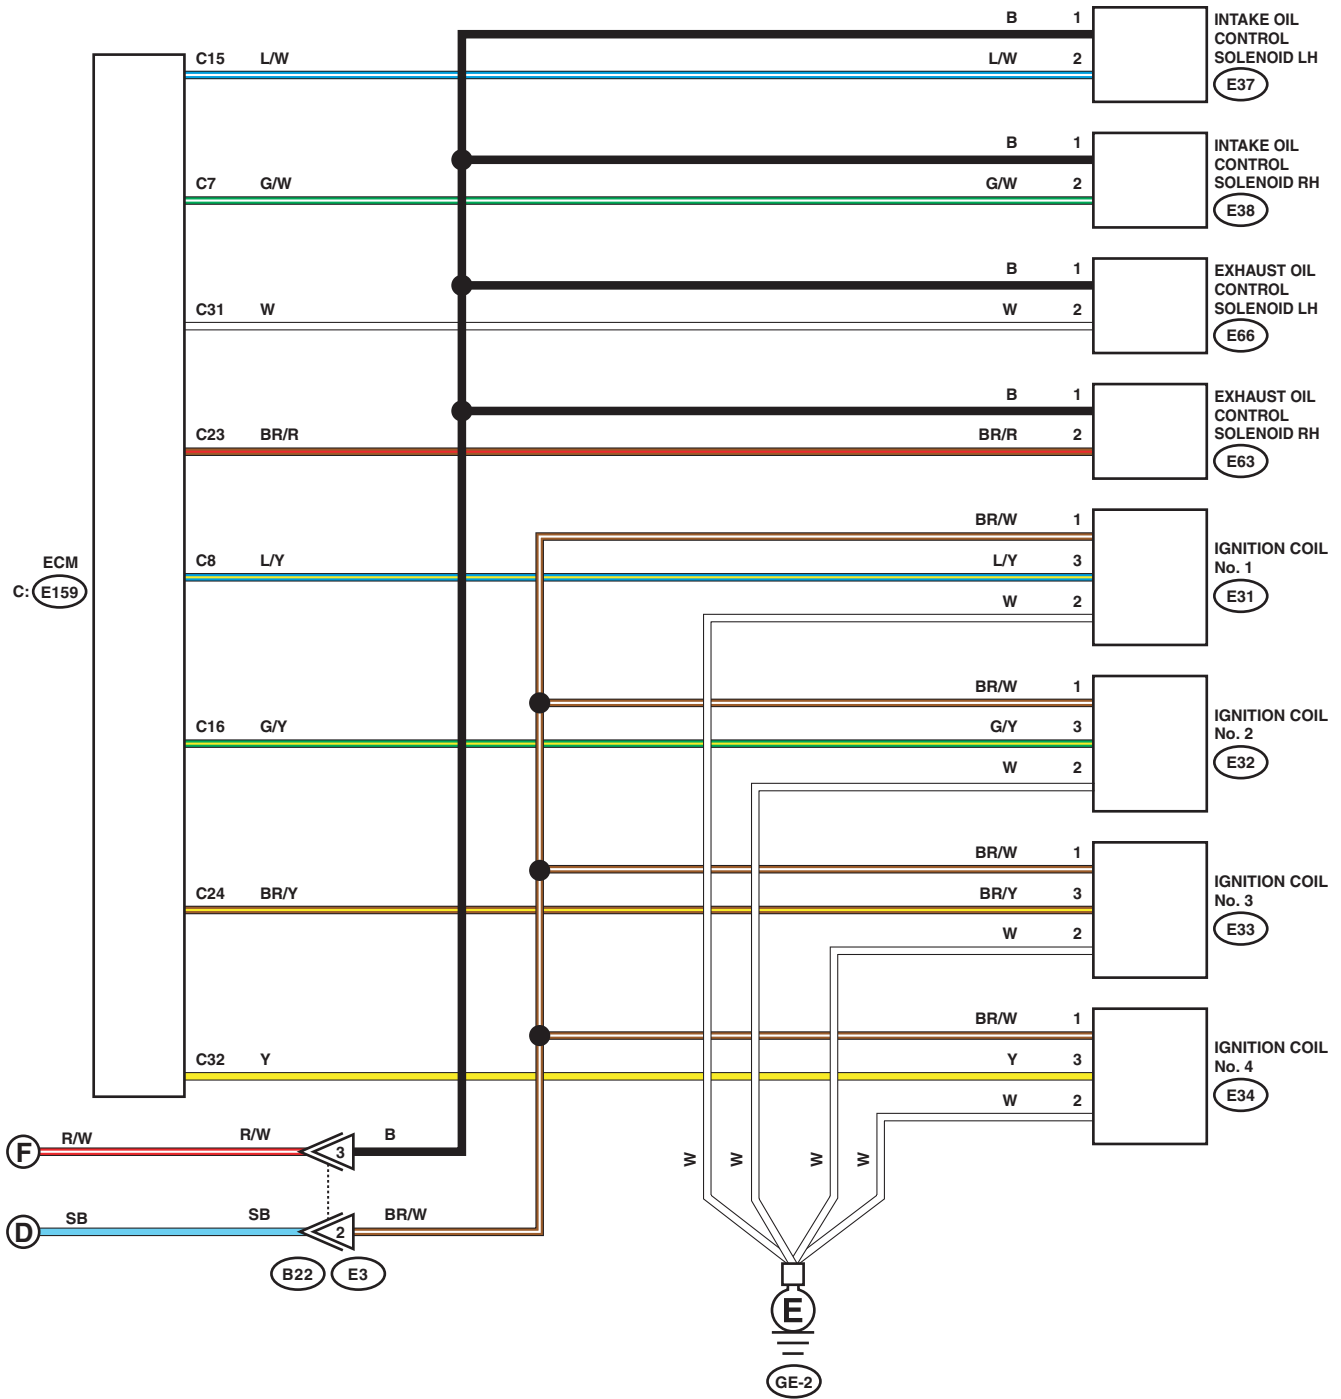 B 1
INTAKE OIL
CONTROL
SOLENOID LH
E37
C15 L/W L/W 2
B 1
INTAKE OIL
CONTROL
SOLENOID RH
E38
C7 G/W G/W 2
B 1
EXHAUST OIL
CONTROL
SOLENOID LH
E66
C31 W W 2
B 1
EXHAUST OIL
CONTROL
SOLENOID RH
E63
C23 BR/R BR/R 2
BR/W 1
IGNITION COIL
No. 1
E31
ECM
C: E159
C8 L/Y L/Y 3
W 2
BR/W 1
IGNITION COIL
No. 2
E32
C16 G/Y G/Y 3
W 2
BR/W 1
IGNITION COIL
No. 3
E33
C24 BR/Y BR/Y 3
W 2
BR/W 1
IGNITION COIL
No. 4
E34
C32 Y Y 3
W 2
F R/W R/W 3 B
W W W W
D SB SB 2 BR/W
B22 E3
E
GE-2